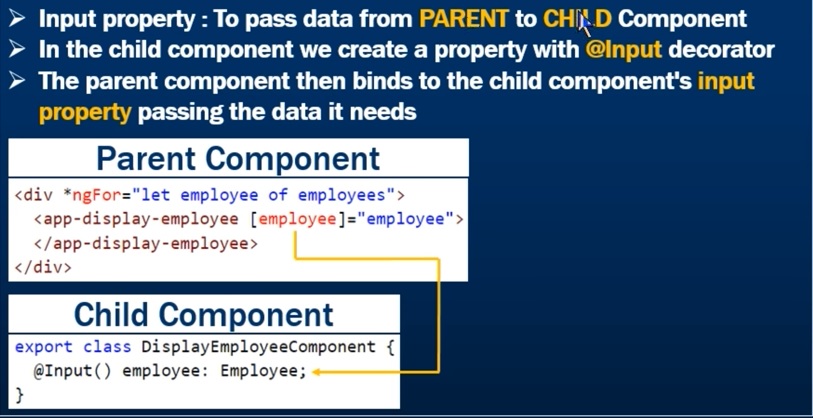 Input property : To pass data from PARENT to CHILD Component
In the child component we create a property with @Input decorator
The parent component then binds to the child component's input
property passing the data it needs
Parent Component
<div *ngFor="let employee of employees">
  <app-display-employee [employee]="employee">
  </app-display-employee>
</div>
Child Component
export class DisplayEmployeeComponent {
  @Input() employee: Employee;
}